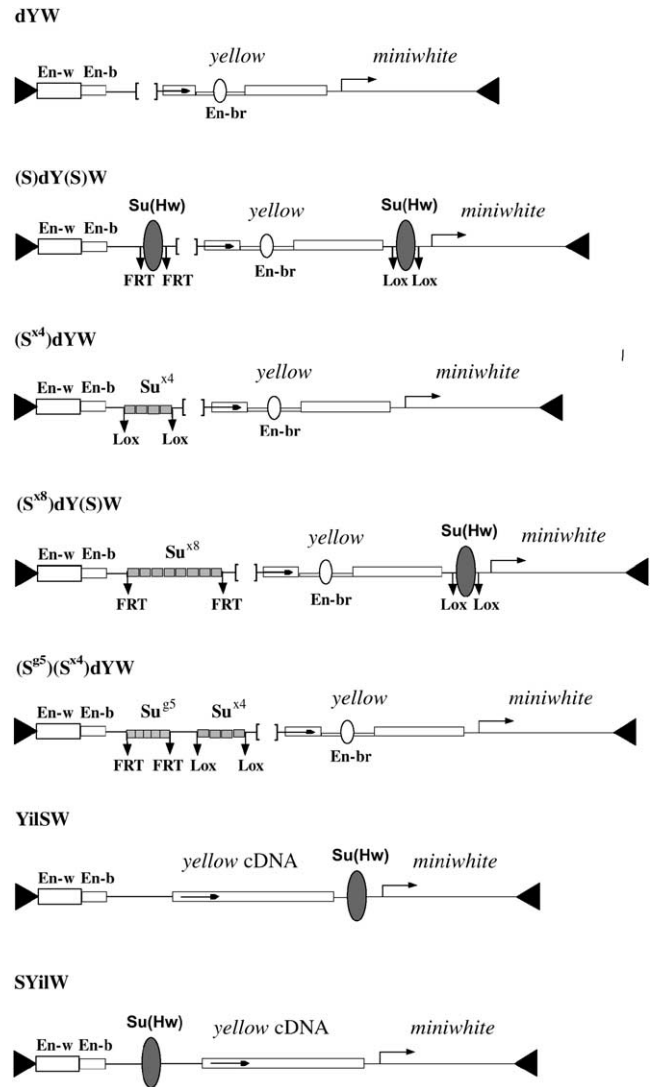 dYW
yellow miniwhite
En-w En-b
En-br
(S)dY(S)W
Su(Hw) yellow Su(Hw) miniwhite
En-w En-b
FRT FRT En-br Lox Lox
(Sx4)dYW
yellow miniwhite
En-w En-b Sux4
Lox Lox En-br
(Sx8)dY(S)W
Su(Hw)
yellow miniwhite
En-w En-b Sux8
FRT FRT En-br Lox Lox
(Sg5)(Sx4)dYW
yellow miniwhite
En-w En-b Sug5 Sux4
FRT FRT Lox Lox En-br
YilSW
Su(Hw)
yellow cDNA miniwhite
En-w En-b
SYilW
Su(Hw) yellow cDNA miniwhite
En-w En-b